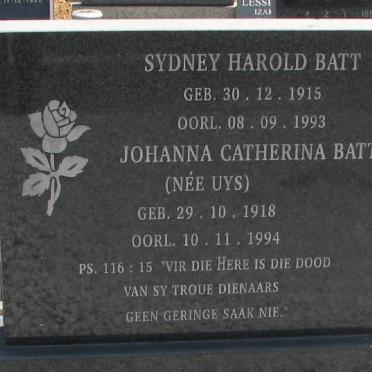 LESLI
IZAK
SYDNEY HAROLD BATT
GEB. 30 . 12 . 1915
OORL. 08 . 09 . 1993
JOHANNA CATHERINA BATT
(NÉE UYS)
GEB. 29 . 10 . 1918
OORL. 10 . 11 . 1994
PS. 116 : 15 "VIR DIE HERE IS DIE DOOD
VAN SY TROUE DIENAARS
GEEN GERINGE SAAK NIE."